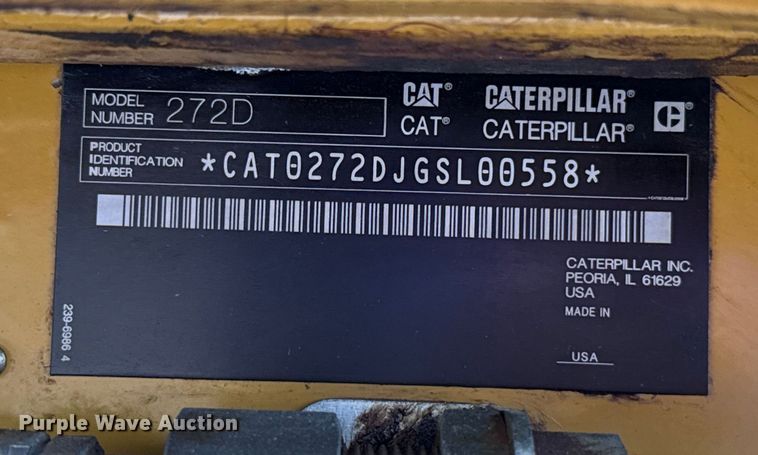 MODEL NUMBER 272D
CAT® CATERPILLAR® C®
CAT® CATERPILLAR®
PRODUCT IDENTIFICATION NUMBER *CAT0272DJGSL00558*
CATERPILLAR INC.
PEORIA, IL 61629
USA
MADE IN
USA
239-6986 4
Purple Wave Auction